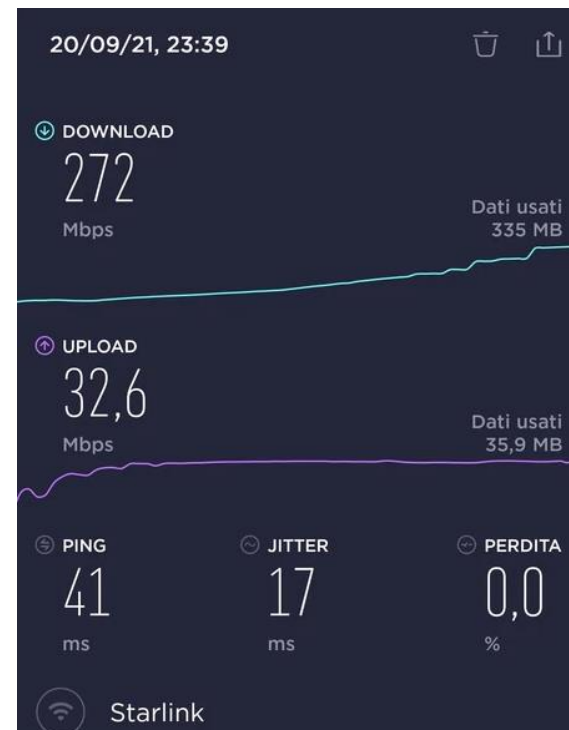 20/09/21, 23:39
DOWNLOAD
272
Mbps
Dati usati
335 MB
UPLOAD
32,6
Mbps
Dati usati
35,9 MB
PING
41
ms
JITTER
17
ms
PERDITA
0,0
%
Starlink